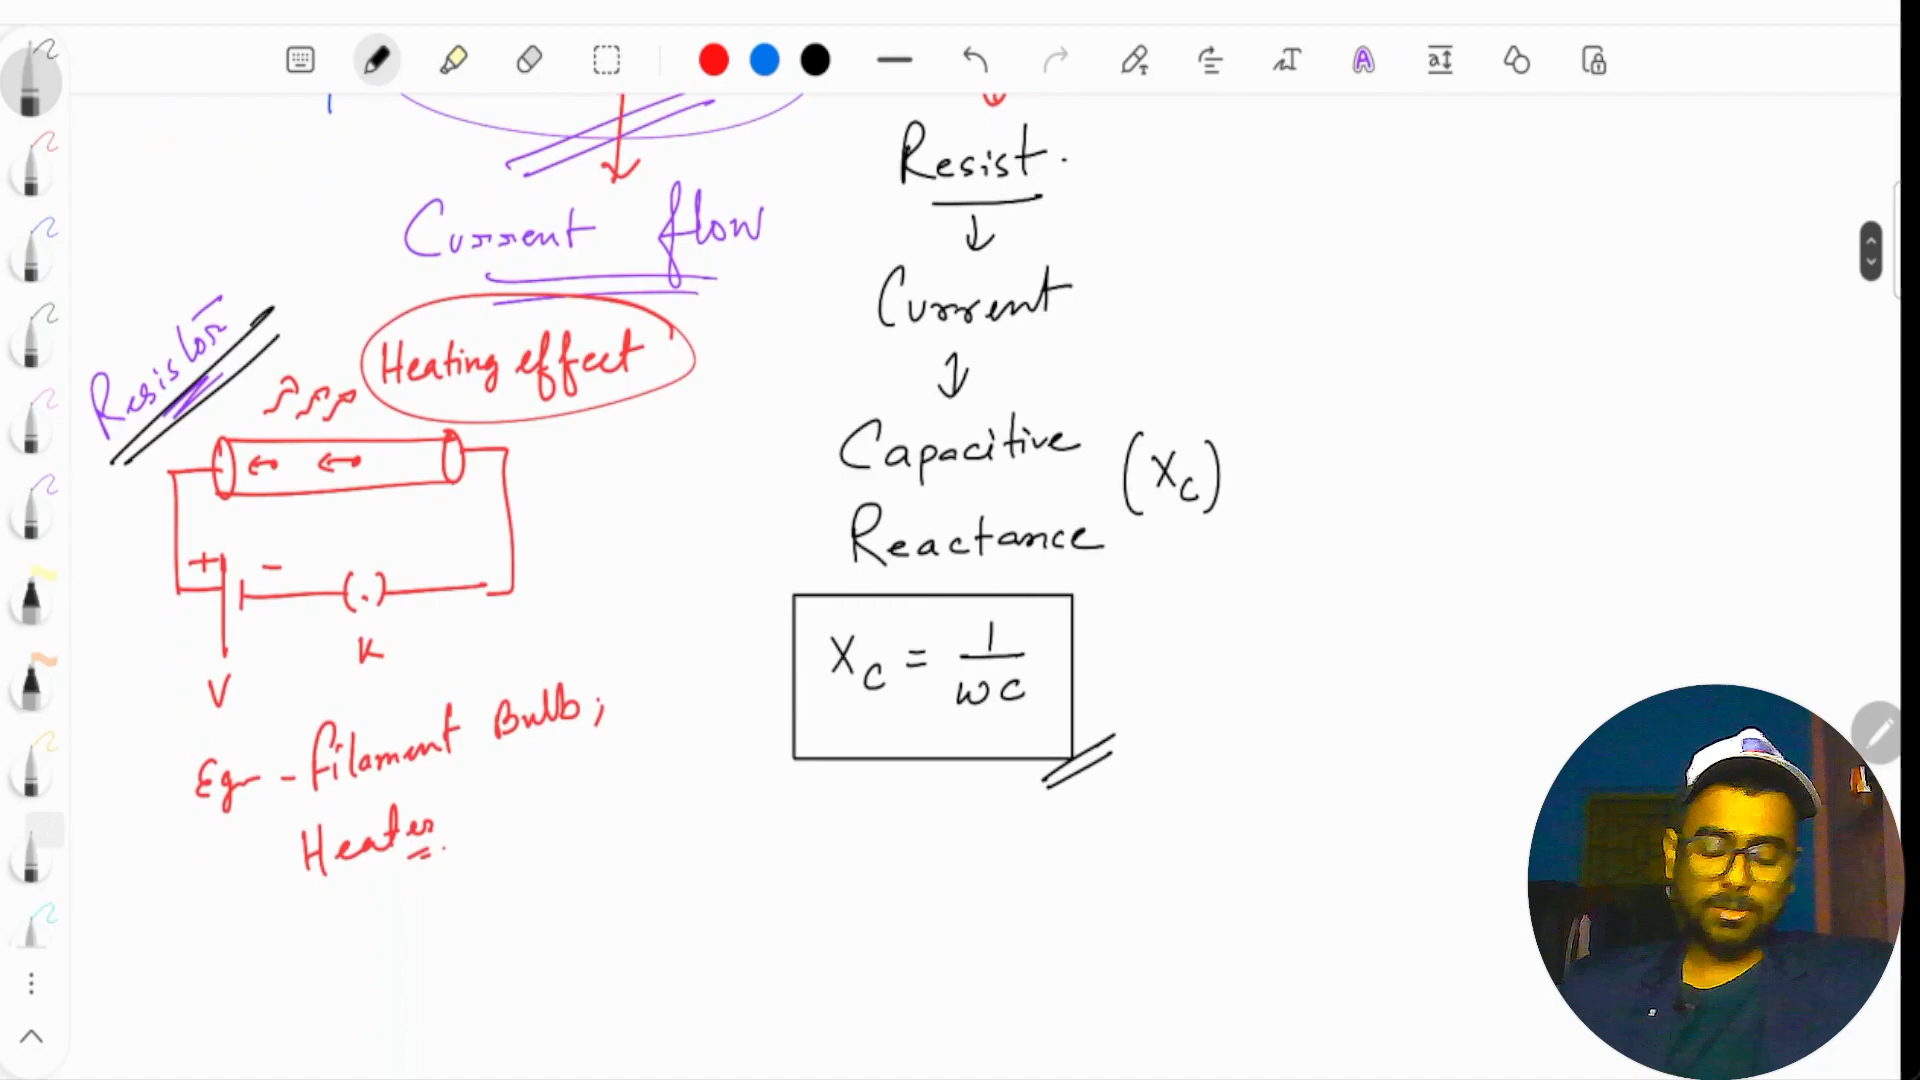 Current flow
Resistor
Heating effect
+ -
K
V
Eg - filament Bulb;
Heater.
Resist.
Current
Capacitive
Reactance (Xc)
Xc = 1/ωc